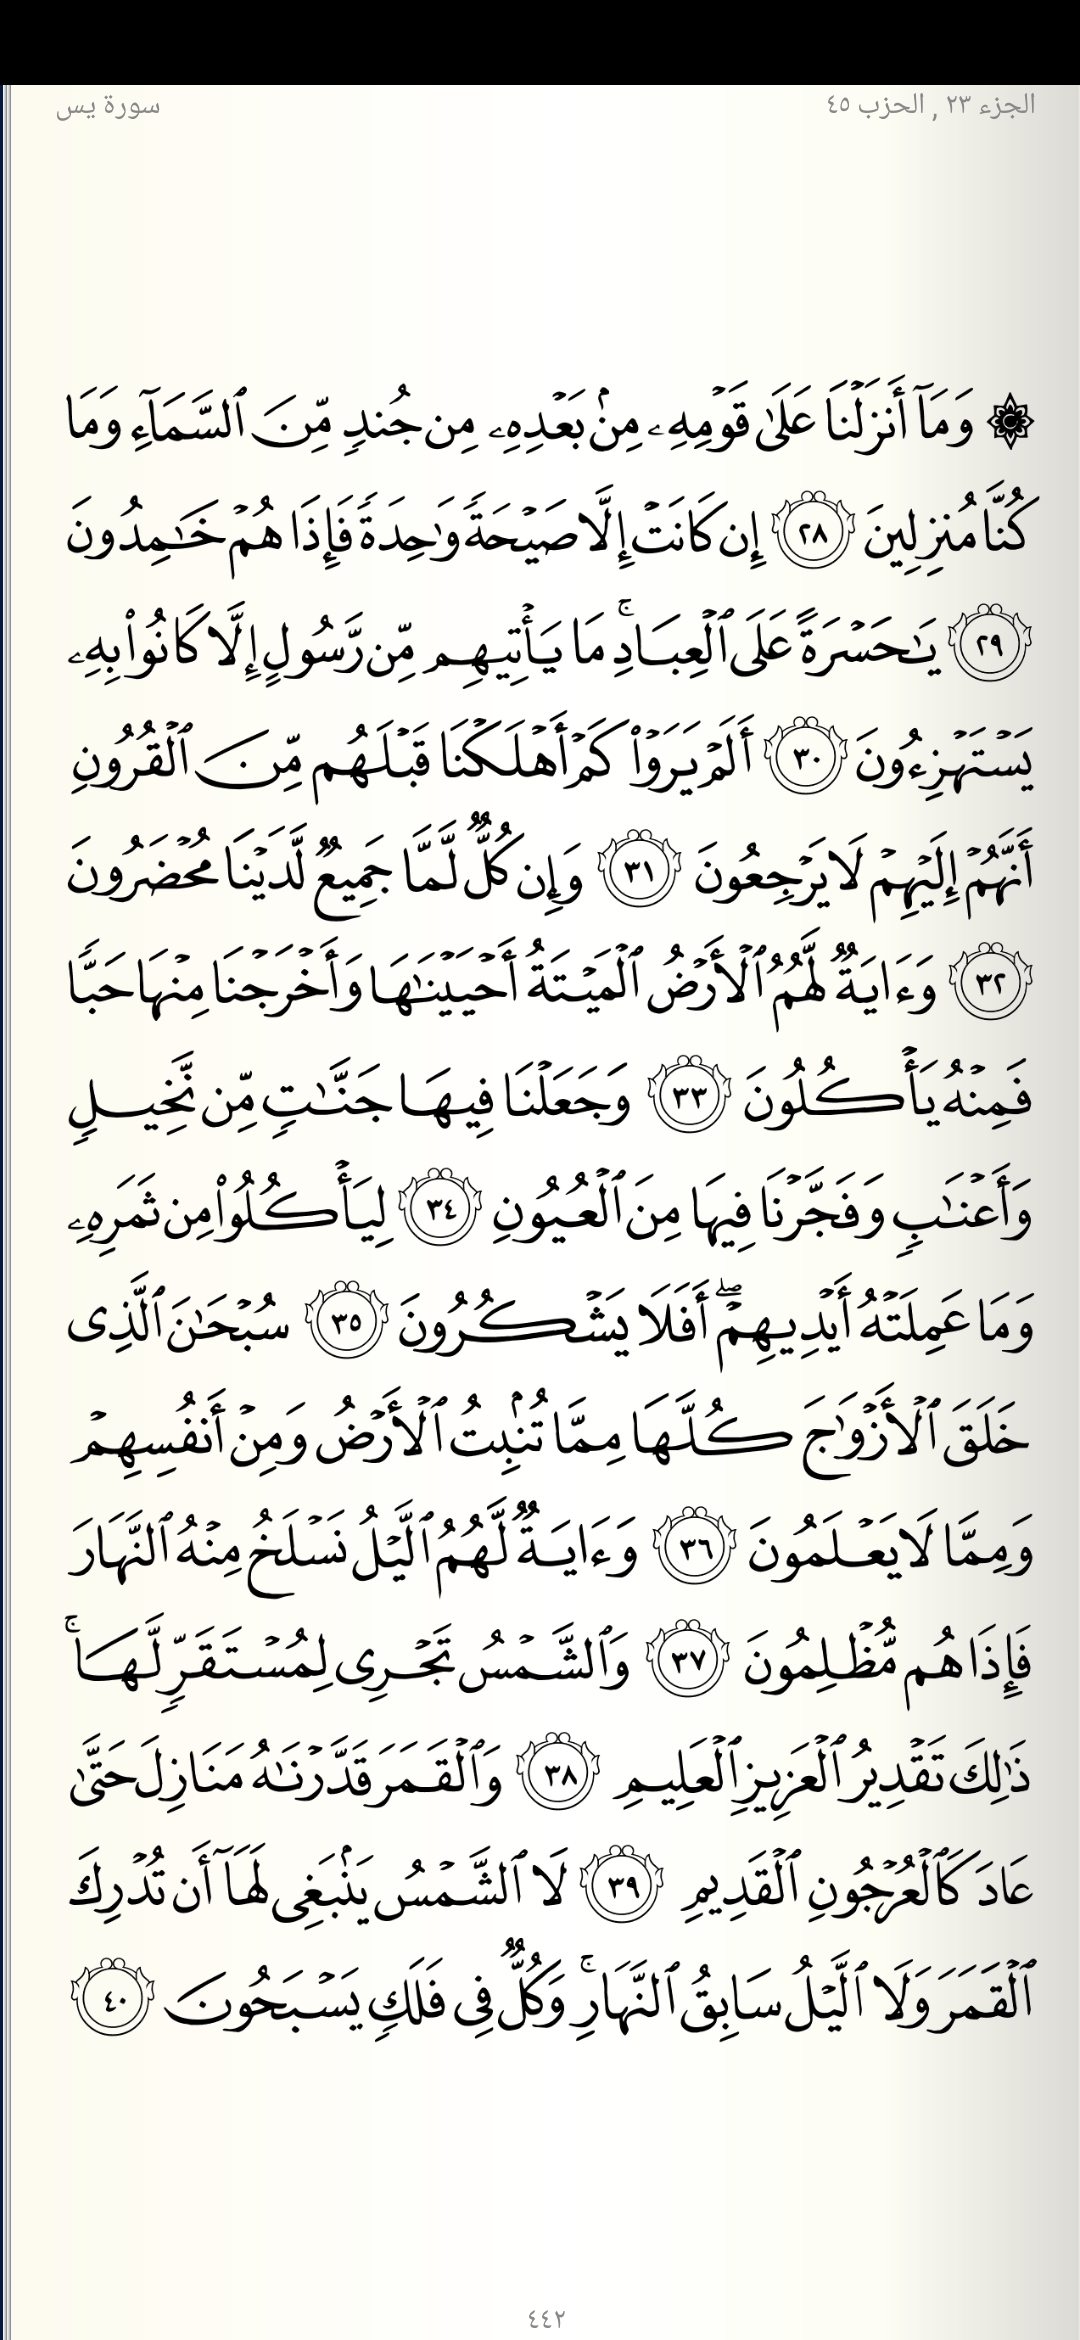 الجزء ٢٣ , الحزب ٤٥
سورة يس
۞ وَمَآ أَنزَلۡنَا عَلَىٰ قَوۡمِهِۦ مِنۢ بَعۡدِهِۦ مِن جُندٖ مِّنَ ٱلسَّمَآءِ وَمَا
كُنَّا مُنزِلِينَ ٢٨ إِن كَانَتۡ إِلَّا صَيۡحَةٗ وَٰحِدَةٗ فَإِذَا هُمۡ خَٰمِدُونَ
٢٩ يَٰحَسۡرَةً عَلَى ٱلۡعِبَادِۚ مَا يَأۡتِيهِم مِّن رَّسُولٍ إِلَّا كَانُواْ بِهِۦ
يَسۡتَهۡزِءُونَ ٣٠ أَلَمۡ يَرَوۡاْ كَمۡ أَهۡلَكۡنَا قَبۡلَهُم مِّنَ ٱلۡقُرُونِ
أَنَّهُمۡ إِلَيۡهِمۡ لَا يَرۡجِعُونَ ٣١ وَإِن كُلّٞ لَّمَّا جَمِيعٞ لَّدَيۡنَا مُحۡضَرُونَ
٣٢ وَءَايَةٞ لَّهُمُ ٱلۡأَرۡضُ ٱلۡمَيۡتَةُ أَحۡيَيۡنَٰهَا وَأَخۡرَجۡنَا مِنۡهَا حَبّٗا
فَمِنۡهُ يَأۡكُلُونَ ٣٣ وَجَعَلۡنَا فِيهَا جَنَّٰتٖ مِّن نَّخِيلٖ
وَأَعۡنَٰبٖ وَفَجَّرۡنَا فِيهَا مِنَ ٱلۡعُيُونِ ٣٤ لِيَأۡكُلُواْ مِن ثَمَرِهِۦ
وَمَا عَمِلَتۡهُ أَيۡدِيهِمۡۚ أَفَلَا يَشۡكُرُونَ ٣٥ سُبۡحَٰنَ ٱلَّذِي
خَلَقَ ٱلۡأَزۡوَٰجَ كُلَّهَا مِمَّا تُنۢبِتُ ٱلۡأَرۡضُ وَمِنۡ أَنفُسِهِمۡ
وَمِمَّا لَا يَعۡلَمُونَ ٣٦ وَءَايَةٞ لَّهُمُ ٱلَّيۡلُ نَسۡلَخُ مِنۡهُ ٱلنَّهَارَ
فَإِذَا هُم مُّظۡلِمُونَ ٣٧ وَٱلشَّمۡسُ تَجۡرِي لِمُسۡتَقَرّٖ لَّهَاۚ
ذَٰلِكَ تَقۡدِيرُ ٱلۡعَزِيزِ ٱلۡعَلِيمِ ٣٨ وَٱلۡقَمَرَ قَدَّرۡنَٰهُ مَنَازِلَ حَتَّىٰ
عَادَ كَٱلۡعُرۡجُونِ ٱلۡقَدِيمِ ٣٩ لَا ٱلشَّمۡسُ يَنۢبَغِي لَهَآ أَن تُدۡرِكَ
ٱلۡقَمَرَ وَلَا ٱلَّيۡلُ سَابِقُ ٱلنَّهَارِۚ وَكُلّٞ فِي فَلَكٖ يَسۡبَحُونَ ٤٠
٤٤٢